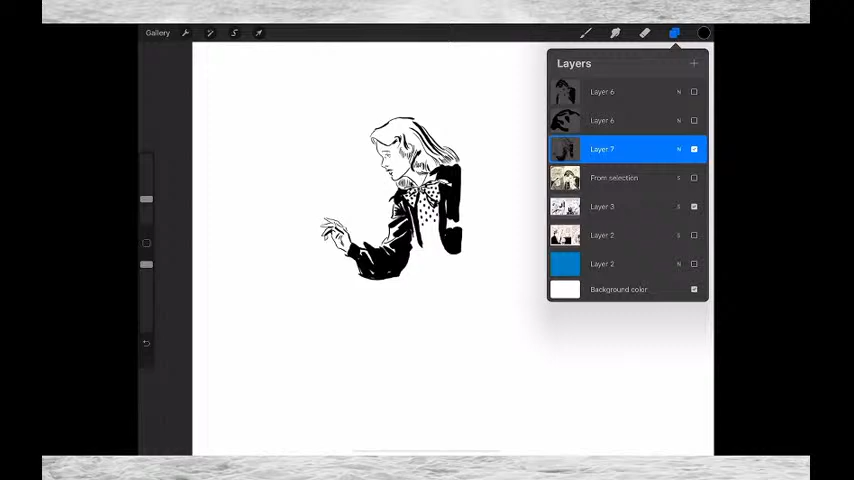 Gallery
Layers
Layer 6 N
Layer 6 N
Layer 7 N
From selection S
Layer 3 S
Layer 2 S
Layer 2 N
Background color